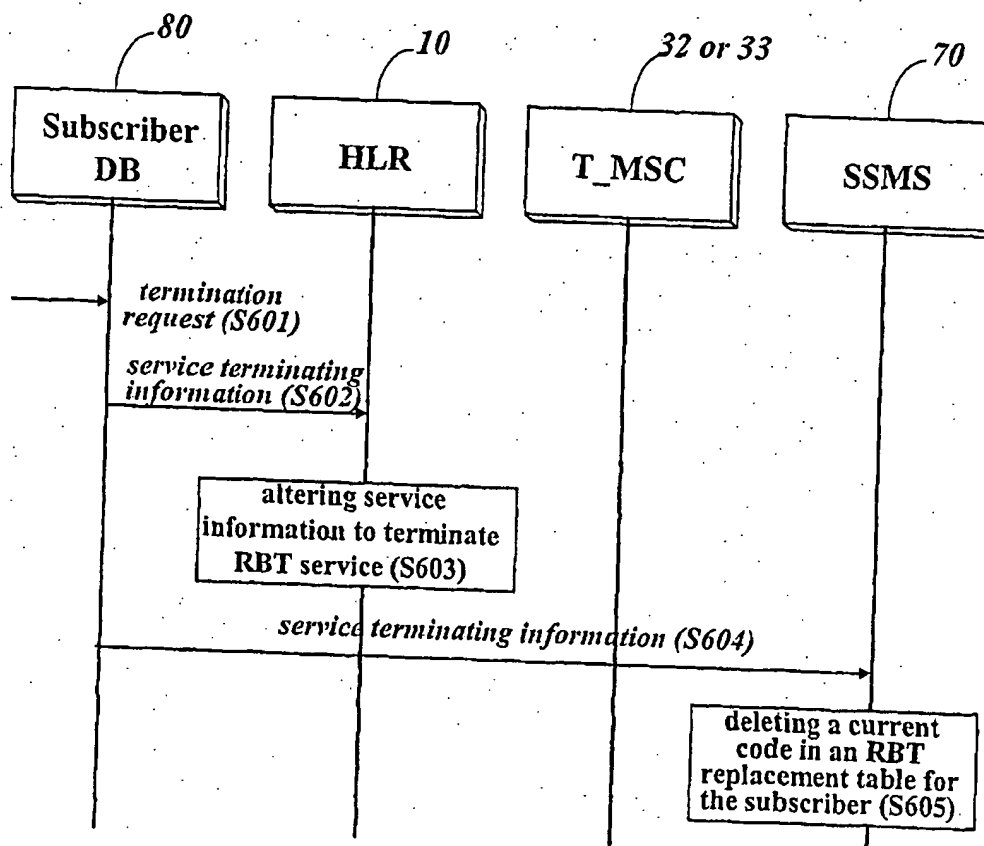 80
10
32 or 33
70
Subscriber
DB
HLR
T_MSC
SSMS
termination
request (S601)
service terminating
information (S602)
altering service
information to terminate
RBT service (S603)
service terminating information (S604)
deleting a current
code in an RBT
replacement table for
the subscriber (S605)